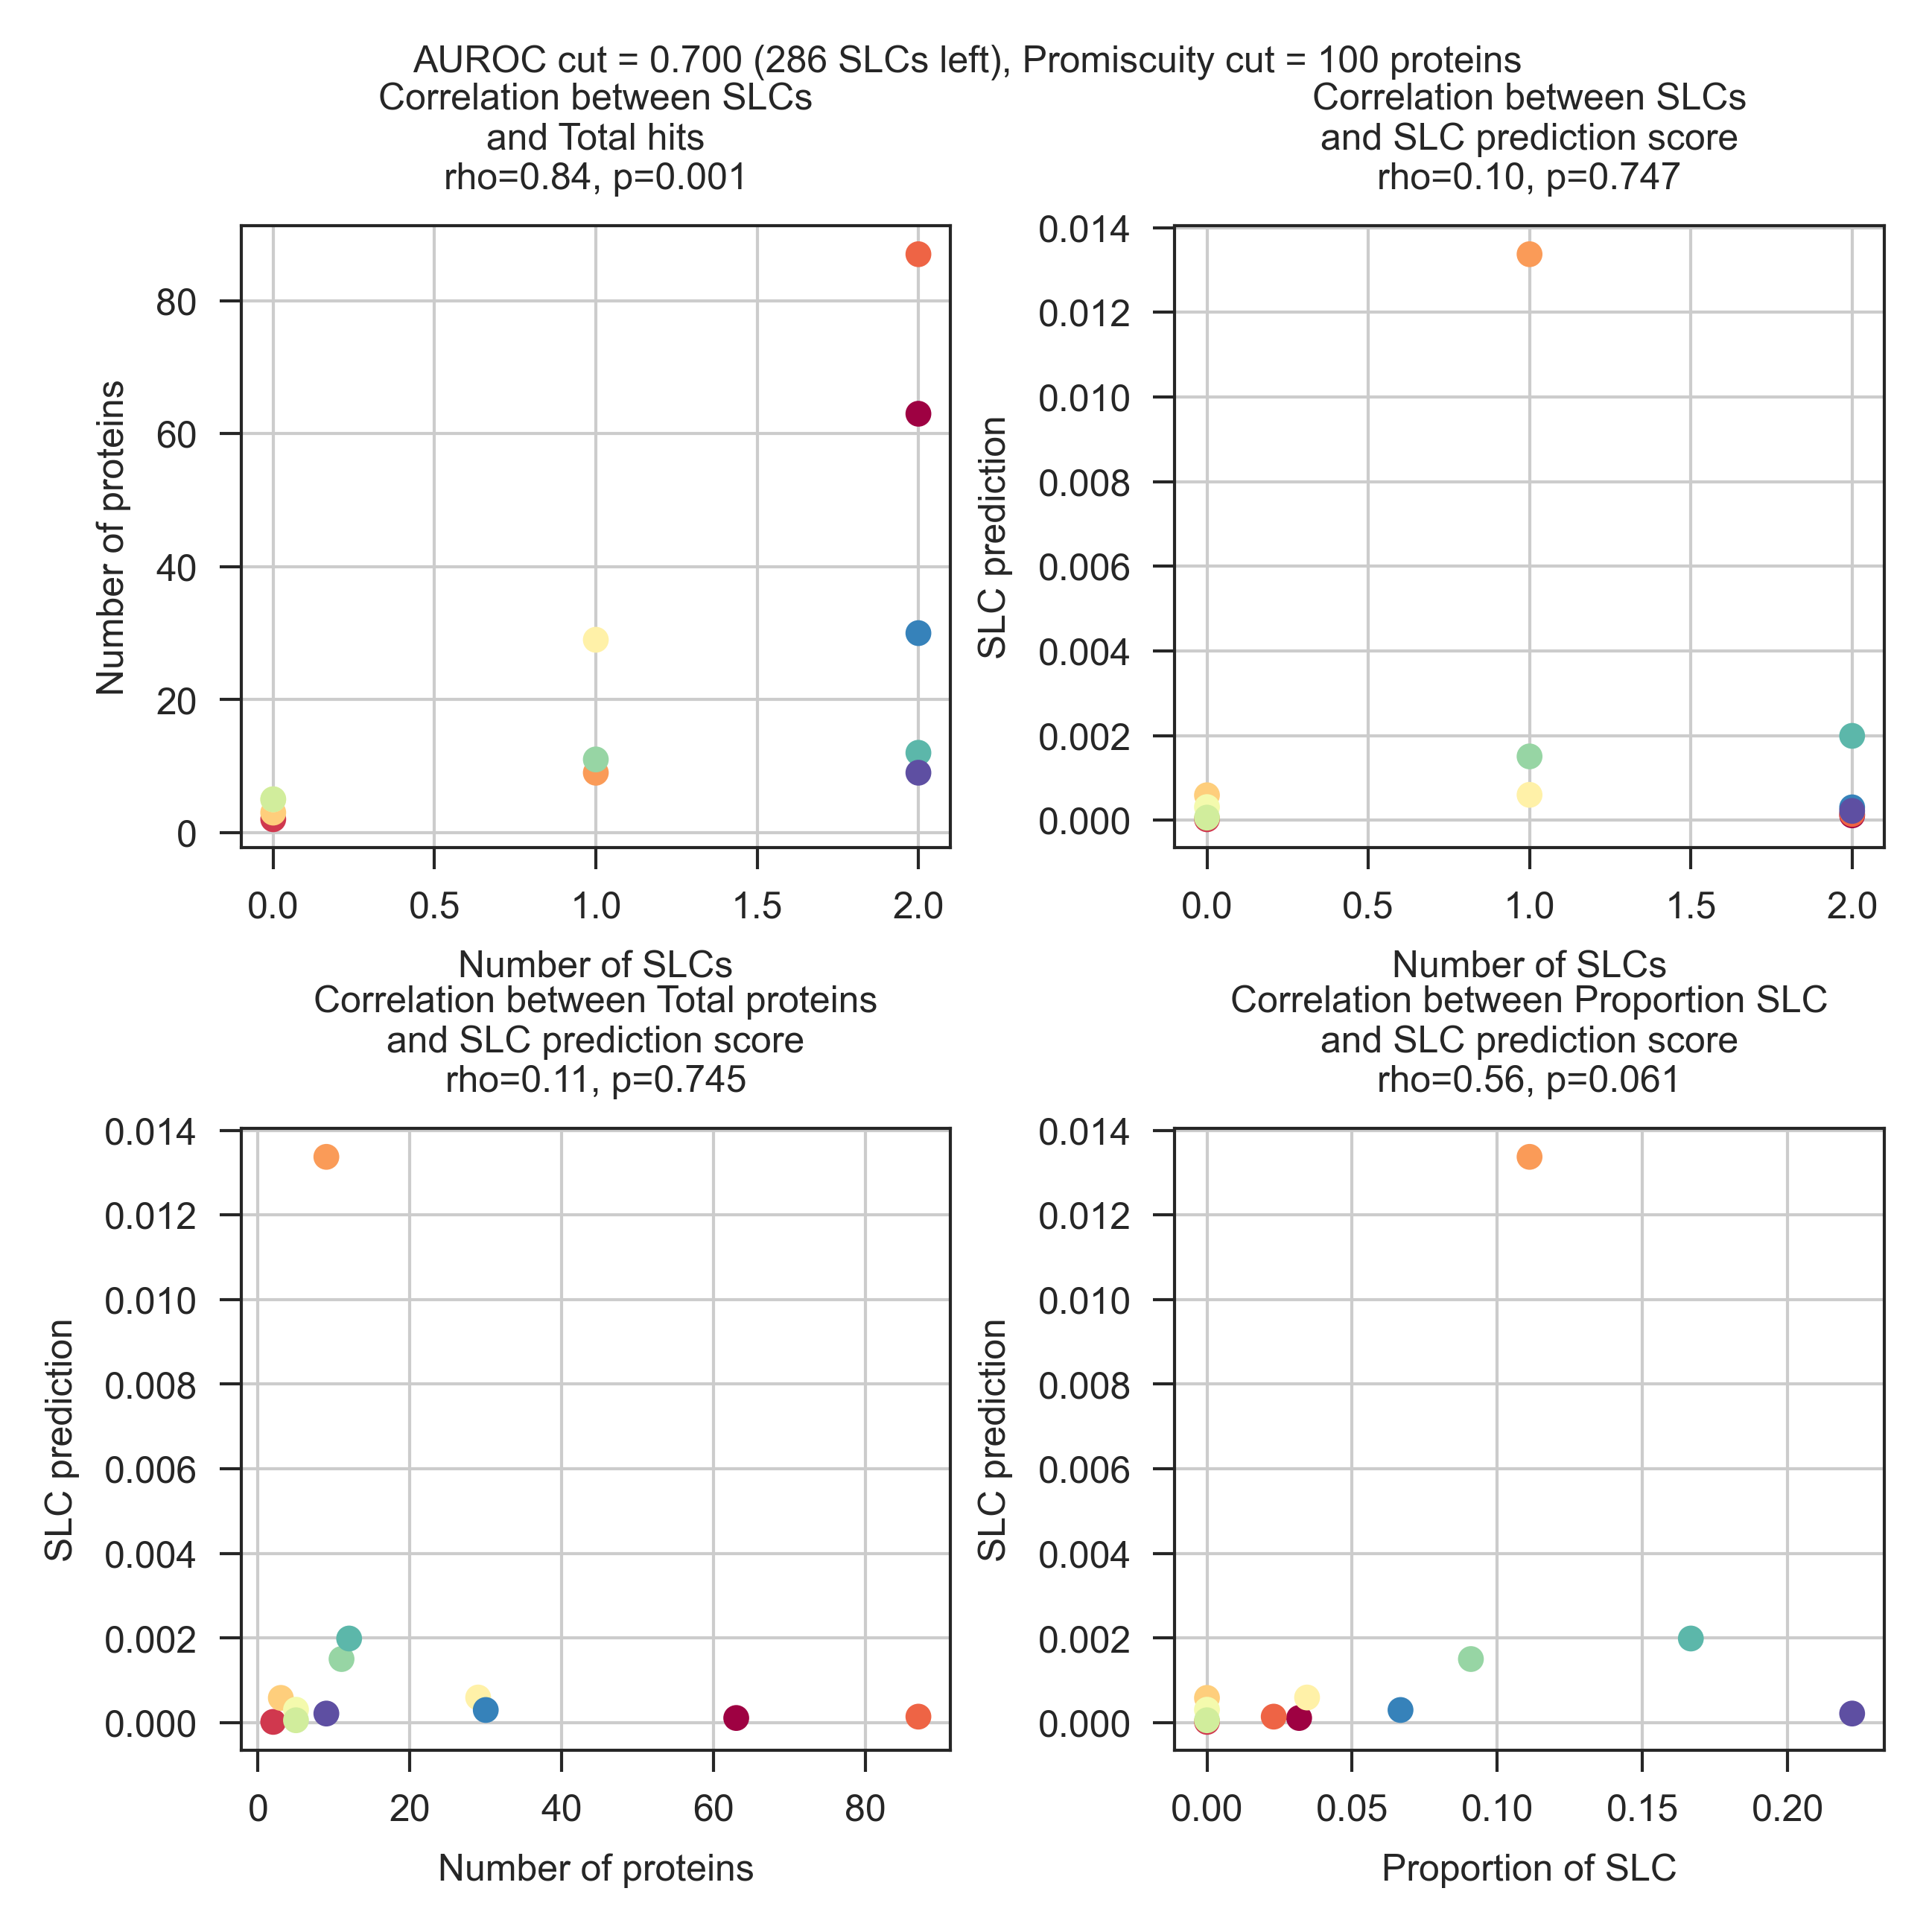 AUROC cut = 0.700 (286 SLCs left), Promiscuity cut = 100 proteins
Correlation between SLCs
and Total hits
rho=0.84, p=0.001
Number of proteins
80
60
40
20
0
0.0 0.5 1.0 1.5 2.0
Number of SLCs
Correlation between SLCs
and SLC prediction score
rho=0.10, p=0.747
SLC prediction
0.014
0.012
0.010
0.008
0.006
0.004
0.002
0.000
0.0 0.5 1.0 1.5 2.0
Number of SLCs
Correlation between Total proteins
and SLC prediction score
rho=0.11, p=0.745
SLC prediction
0.014
0.012
0.010
0.008
0.006
0.004
0.002
0.000
0 20 40 60 80
Number of proteins
Correlation between Proportion SLC
and SLC prediction score
rho=0.56, p=0.061
SLC prediction
0.014
0.012
0.010
0.008
0.006
0.004
0.002
0.000
0.00 0.05 0.10 0.15 0.20
Proportion of SLC